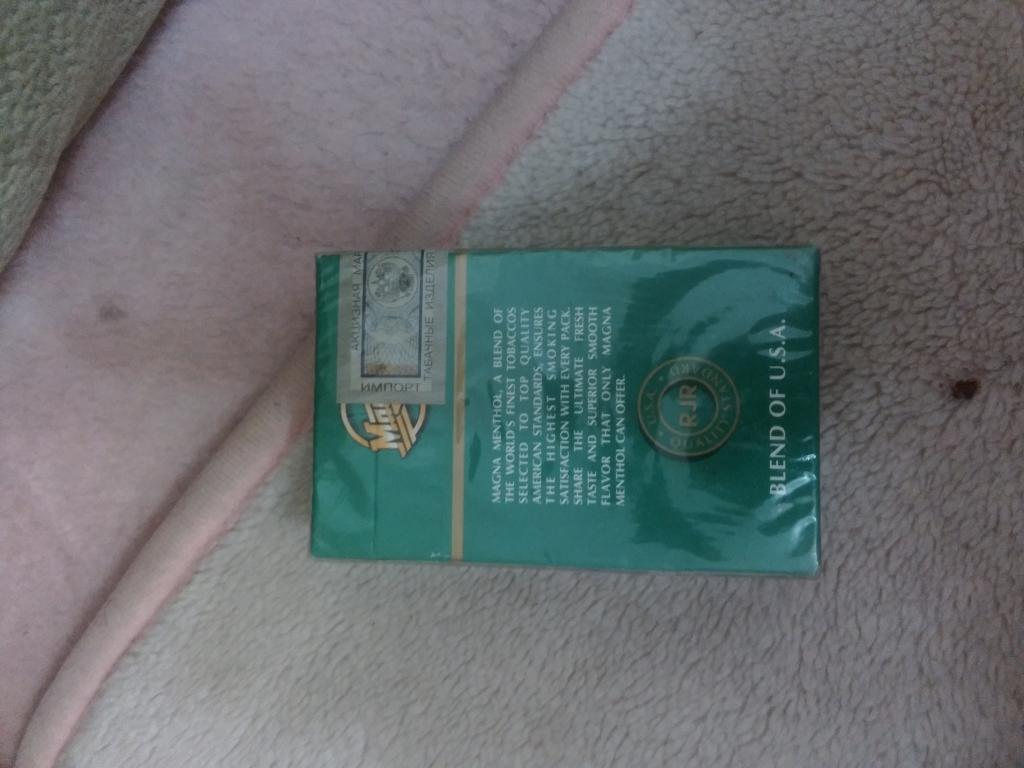 АКЦИЗНАЯ МАР
ИМПОРТ
ТАБАЧНЫЕ ИЗДЕЛИЯ
MAGNA MENTHOL, A BLEND OF
THE WORLD'S FINEST TOBACCOS
SELECTED TO TOP QUALITY
AMERICAN STANDARDS, ENSURES
THE HIGHEST SMOKING
SATISFACTION WITH EVERY PACK.
SHARE THE ULTIMATE FRESH
TASTE AND SUPERIOR SMOOTH
FLAVOR THAT ONLY MAGNA
MENTHOL CAN OFFER.
U.S.A. STANDARD QUALITY
RJR
BLEND OF U.S.A.